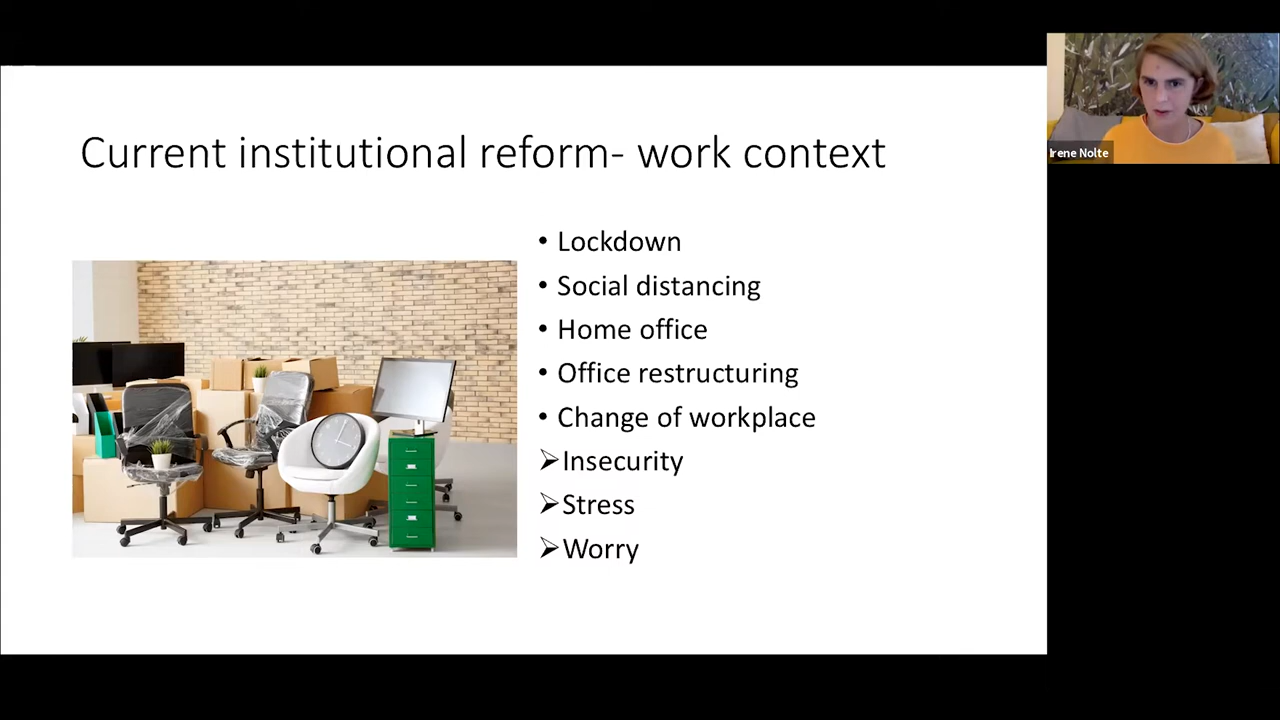 Current institutional reform- work context
• Lockdown
• Social distancing
• Home office
• Office restructuring
• Change of workplace
➢Insecurity
➢Stress
➢Worry
Irene Nolte